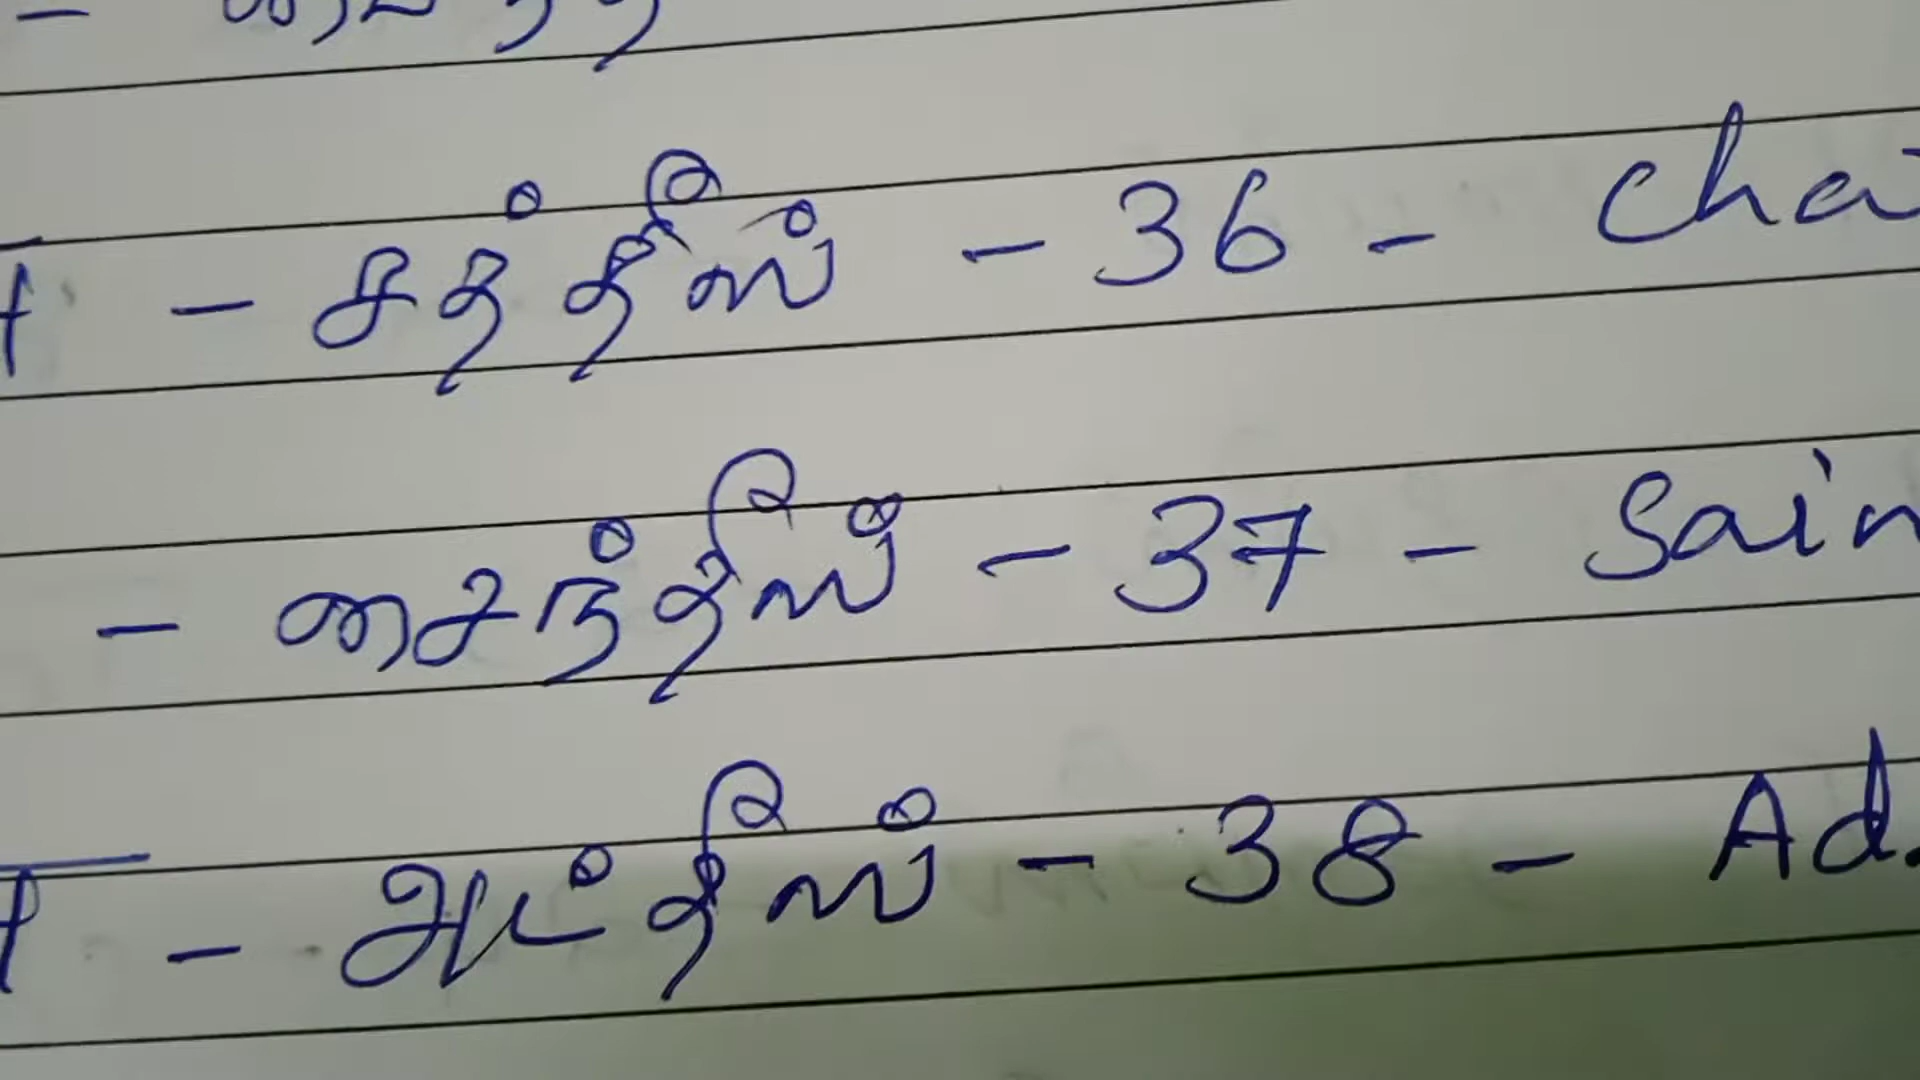 - சத்தீஸ் - 36 - cha
- சைந்தீஸ் - 37 - Sain
- அட்தீஸ் - 38 - Ad